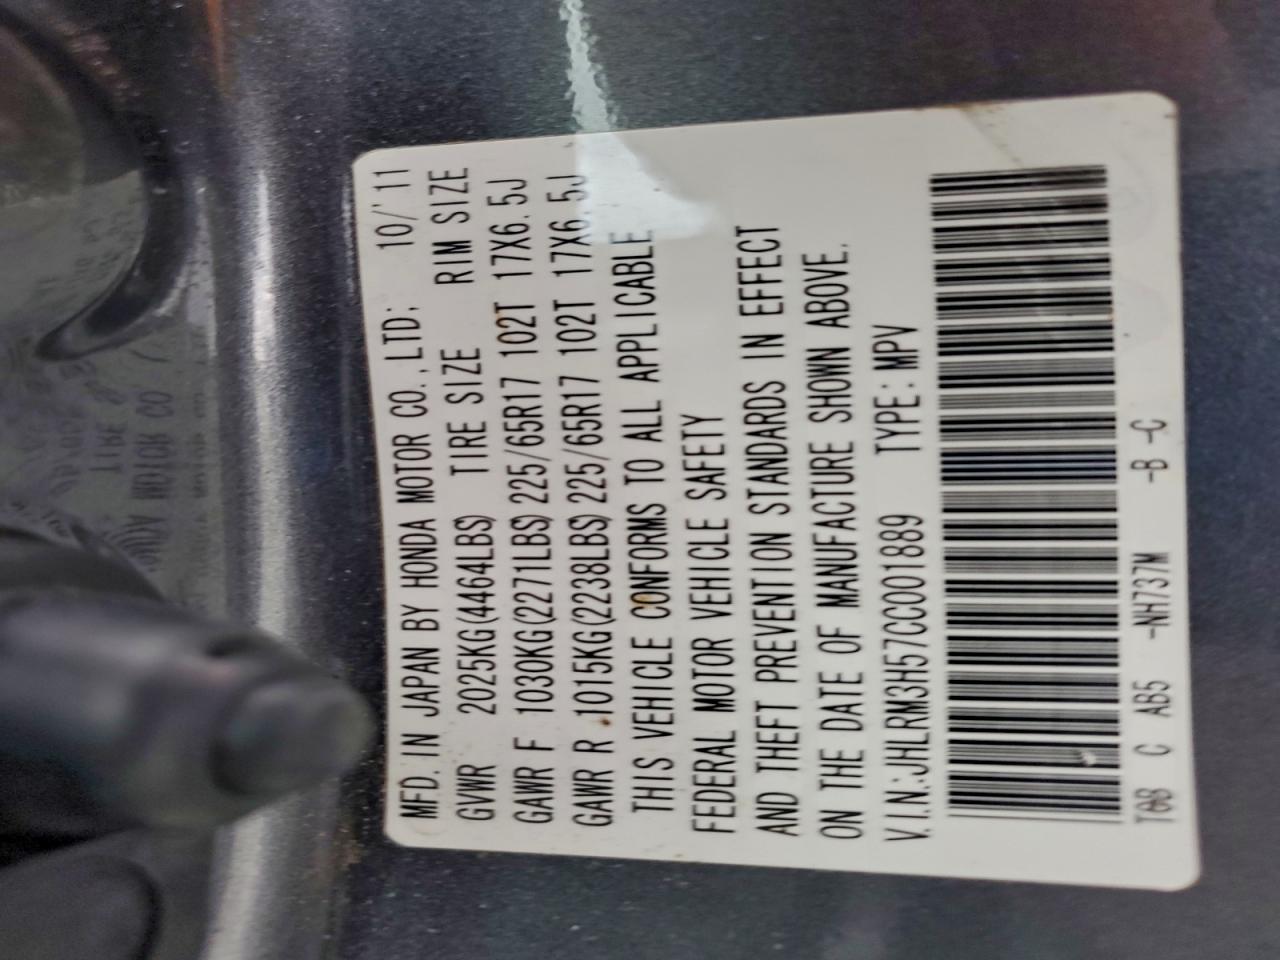 MFD. IN JAPAN BY HONDA MOTOR CO.,LTD; 10/'11
GVWR 2025KG(4464LBS) TIRE SIZE RIM SIZE
GAWR F 1030KG(2271LBS) 225/65R17 102T 17X6.5J
GAWR R 1015KG(2238LBS) 225/65R17 102T 17X6.5J
THIS VEHICLE CONFORMS TO ALL APPLICABLE
FEDERAL MOTOR VEHICLE SAFETY
AND THEFT PREVENTION STANDARDS IN EFFECT
ON THE DATE OF MANUFACTURE SHOWN ABOVE.
V.I.N.:JHLRM3H57CC001889 TYPE:MPV
C AB5 -NH737M -B -C